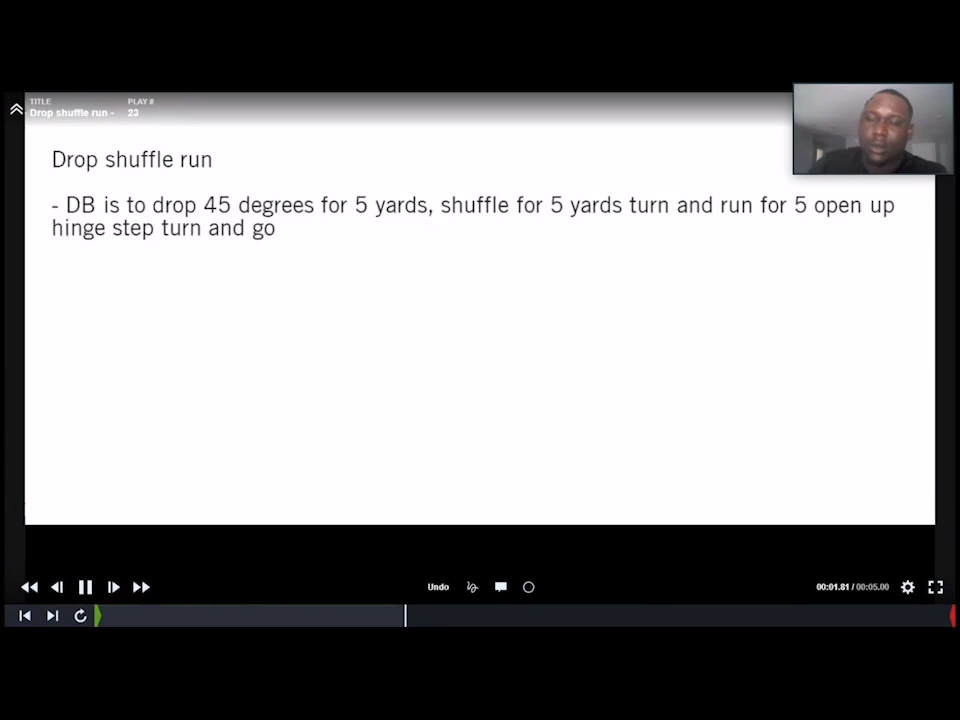 TITLE PLAY #
Drop shuffle run - 23
Drop shuffle run
- DB is to drop 45 degrees for 5 yards, shuffle for 5 yards turn and run for 5 open up
hinge step turn and go
Undo 00:01.81 / 00:05.00